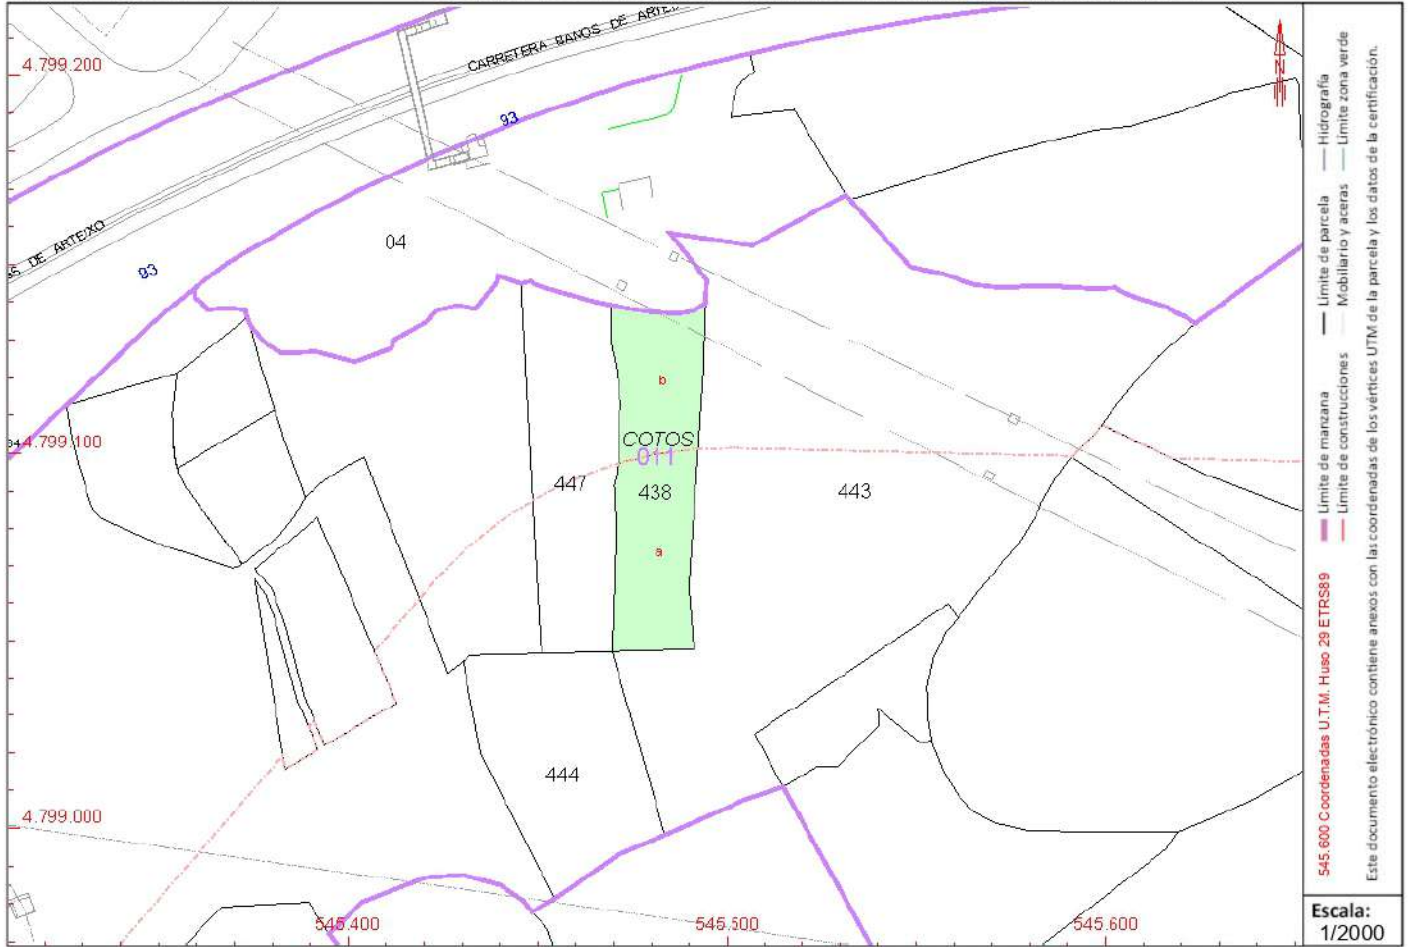 4.799.200
CARRETERA BAÑOS DE ARTEI
93
DE ARTEIXO
93
04
b
4.799.100
COTOS
011
447
438
443
a
444
4.799.000
545.400
545.500
545.600
N
545.600 Coordenadas U.T.M. Huso 29 ETRS89
Límite de manzana
Límite de parcela
Hidrografía
Límite de construcciones
Mobiliario y aceras
Límite zona verde
Este documento electrónico contiene anexos con las coordenadas de los vértices UTM de la parcela y los datos de la certificación.
Escala:
1/2000